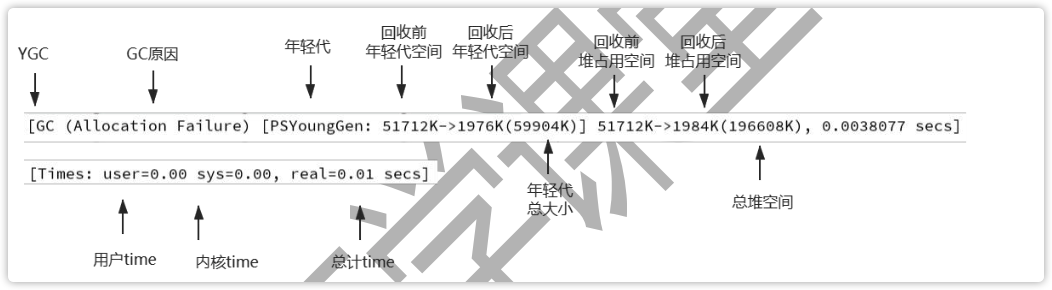 YGC
GC原因
年轻代
回收前
年轻代空间
回收后
年轻代空间
回收前
堆占用空间
回收后
堆占用空间
[GC (Allocation Failure) [PSYoungGen: 51712K->1976K(59904K)] 51712K->1984K(196608K), 0.0038077 secs]
[Times: user=0.00 sys=0.00, real=0.01 secs]
年轻代
总大小
总堆空间
用户time
内核time
总计time
学课堂